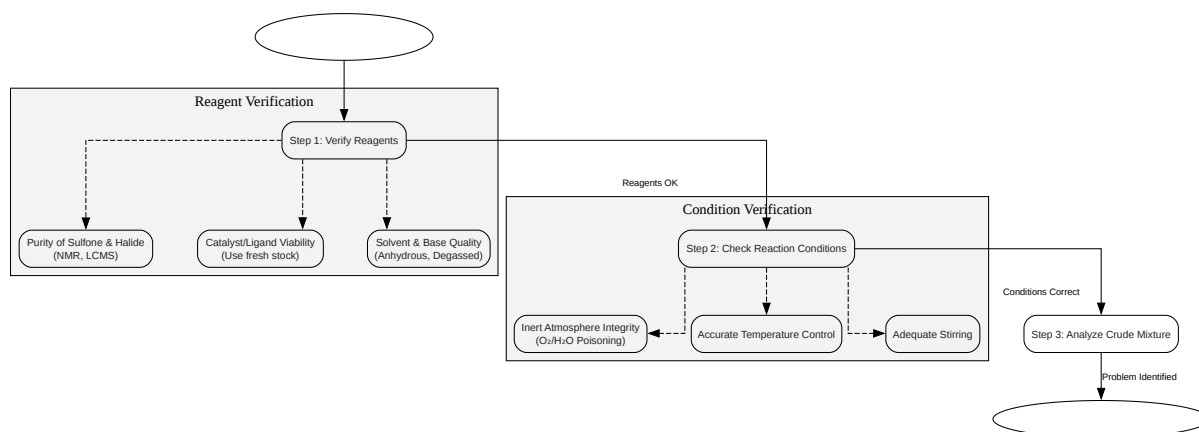 Reagent Verification
Step 1: Verify Reagents
Reagents OK
Purity of Sulfone & Halide
(NMR, LCMS)
Catalyst/Ligand Viability
(Use fresh stock)
Solvent & Base Quality
(Anhydrous, Degassed)
Condition Verification
Step 2: Check Reaction Conditions
Conditions Correct
Inert Atmosphere Integrity
(O₂/H₂O Poisoning)
Accurate Temperature Control
Adequate Stirring
Step 3: Analyze Crude Mixture
Problem Identified